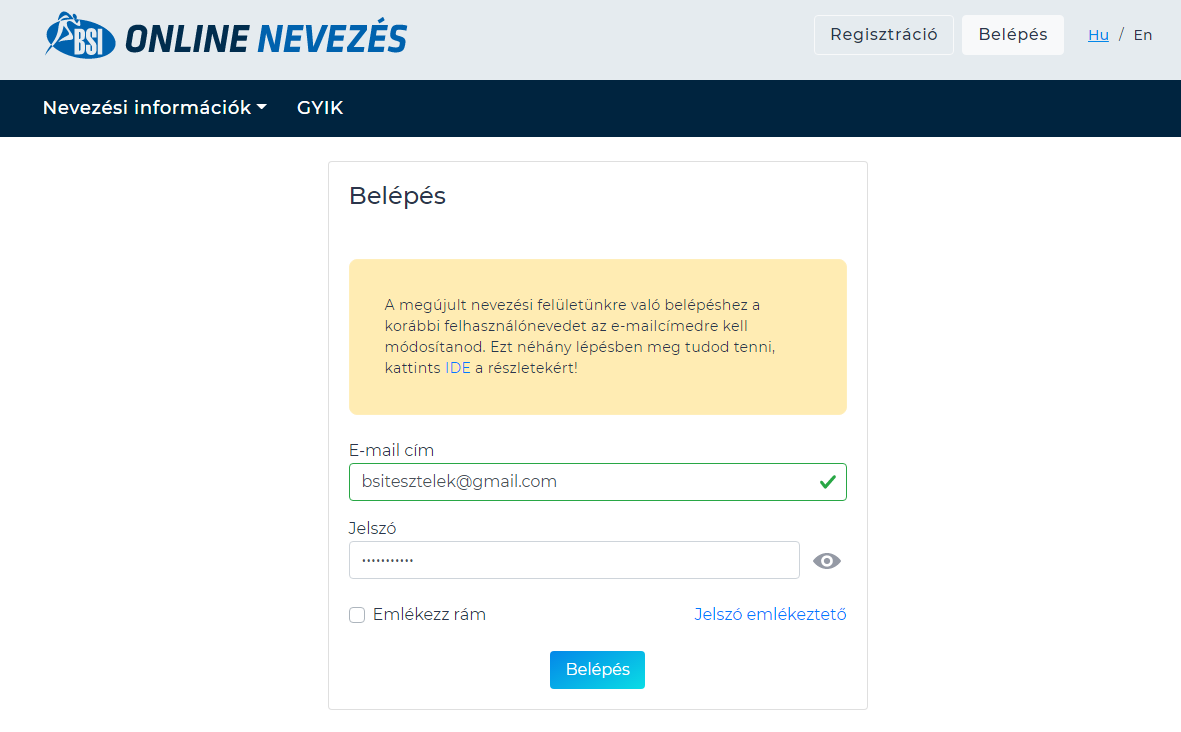 BSI ONLINE NEVEZÉS
Regisztráció Belépés Hu / En
Nevezési információk GYIK
Belépés
A megújult nevezési felületünkre való belépéshez a
korábbi felhasználónevedet az e-mailcímedre kell
módosítanod. Ezt néhány lépésben meg tudod tenni,
kattints IDE a részletekért!
E-mail cím
bsitesztelek@gmail.com
Jelszó
•••••••••••
Emlékezz rám Jelszó emlékeztető
Belépés